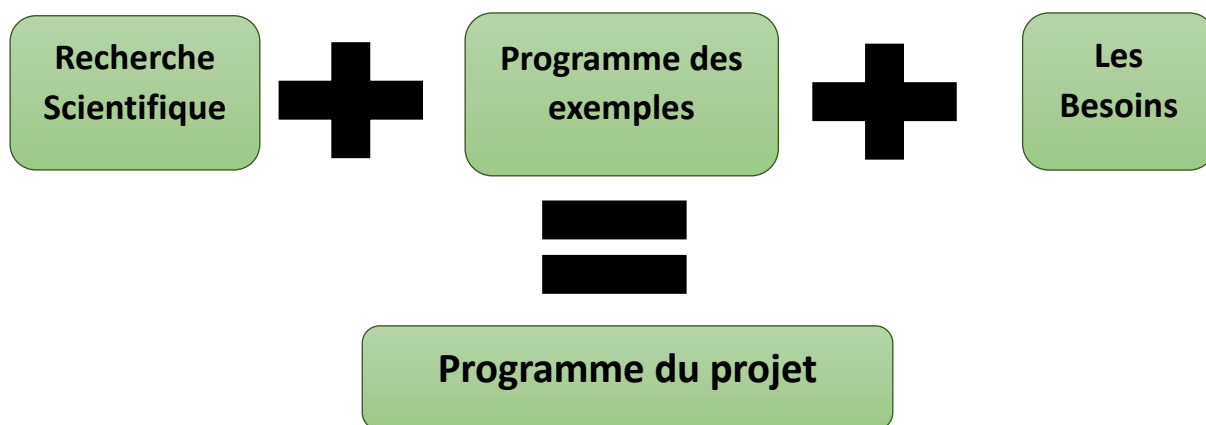 Recherche
Scientifique
Programme des
exemples
Les
Besoins
Programme du projet